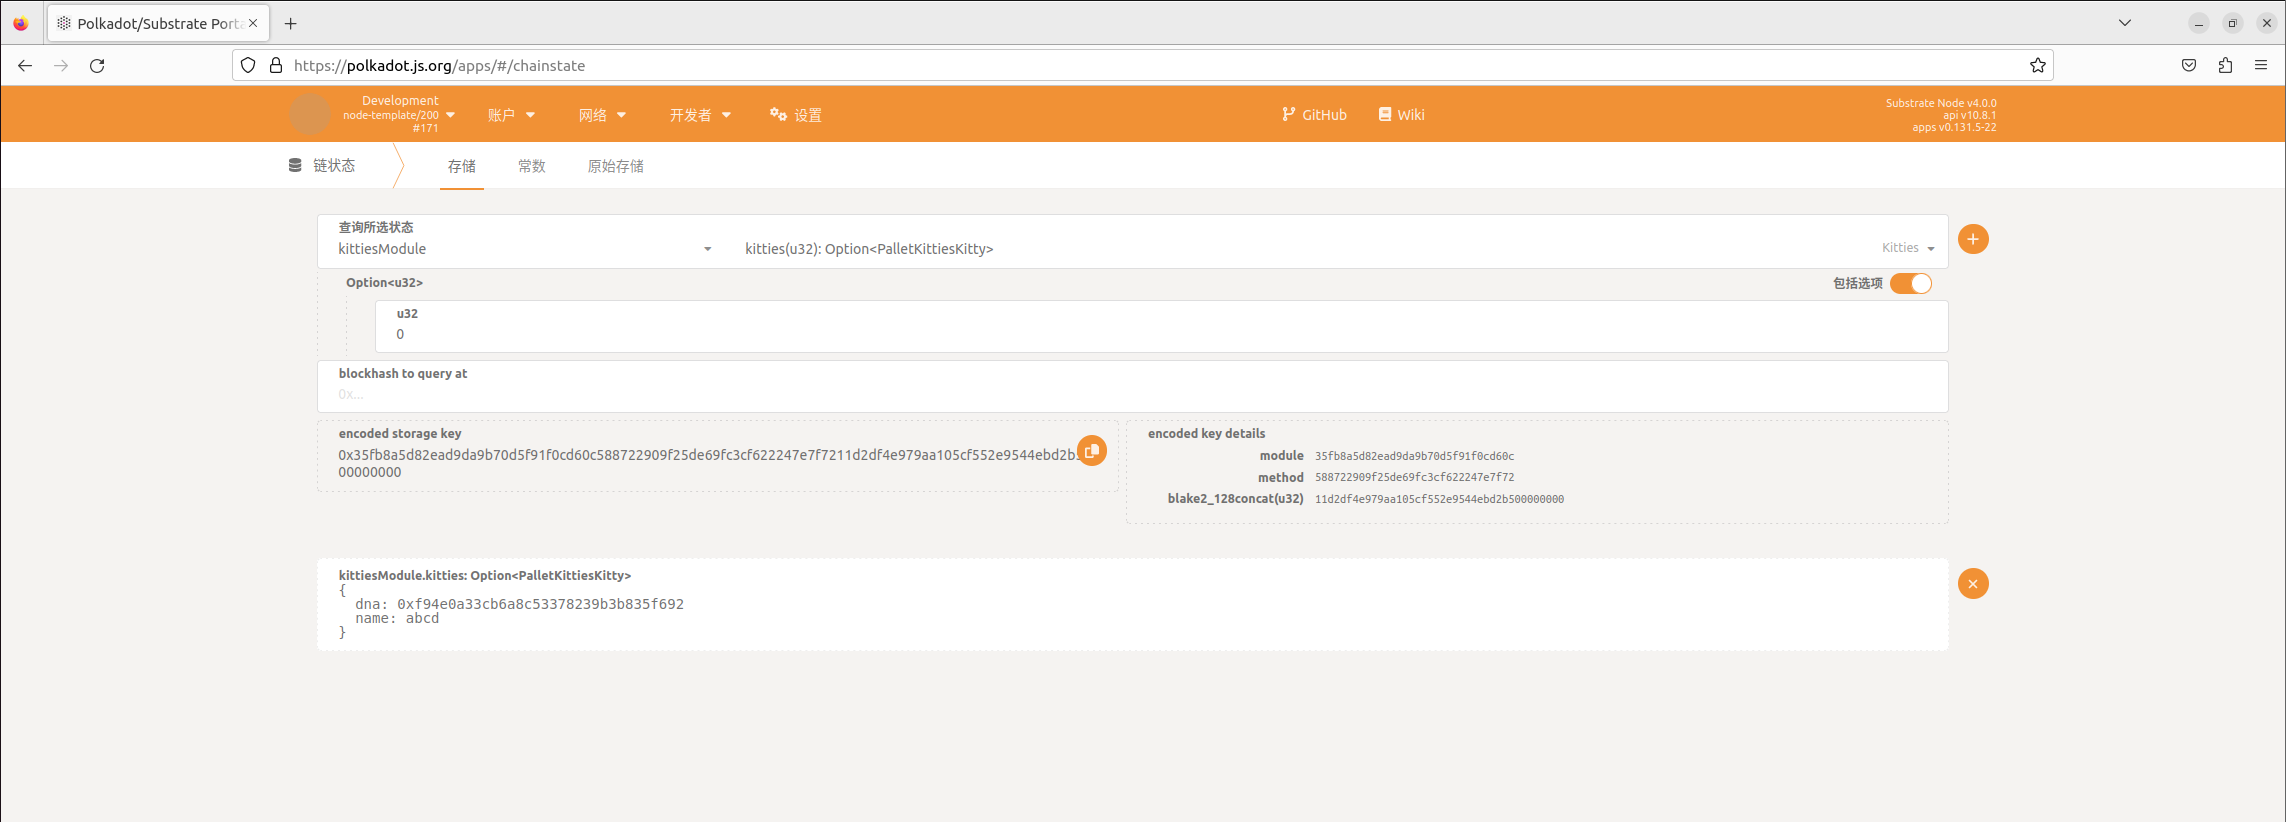 Polkadot/Substrate Porta
https://polkadot.js.org/apps/#/chainstate
Development
node-template/200
#171
账户
网络
开发者
设置
GitHub
Wiki
Substrate Node v4.0.0
api v10.8.1
apps v0.131.5-22
链状态
存储
常数
原始存储
查询所选状态
kittiesModule
kitties(u32): Option<PalletKittiesKitty>
Kitties
Option<u32>
包括选项
u32
0
blockhash to query at
0x...
encoded storage key
0x35fb8a5d82ead9da9b70d5f91f0cd60c588722909f25de69fc3cf622247e7f7211d2df4e979aa105cf552e9544ebd2b5
00000000
encoded key details
module 35fb8a5d82ead9da9b70d5f91f0cd60c
method 588722909f25de69fc3cf622247e7f72
blake2_128concat(u32) 11d2df4e979aa105cf552e9544ebd2b500000000
kittiesModule.kitties: Option<PalletKittiesKitty>
{
dna: 0xf94e0a33cb6a8c53378239b3b835f692
name: abcd
}